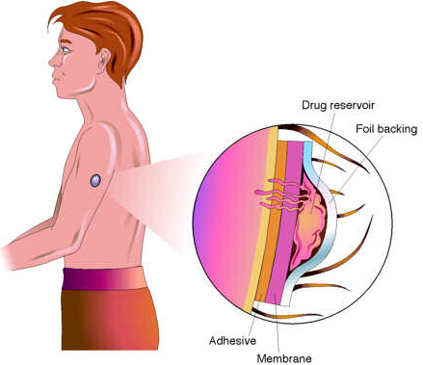 Drug reservoir
Foil backing
Adhesive
Membrane